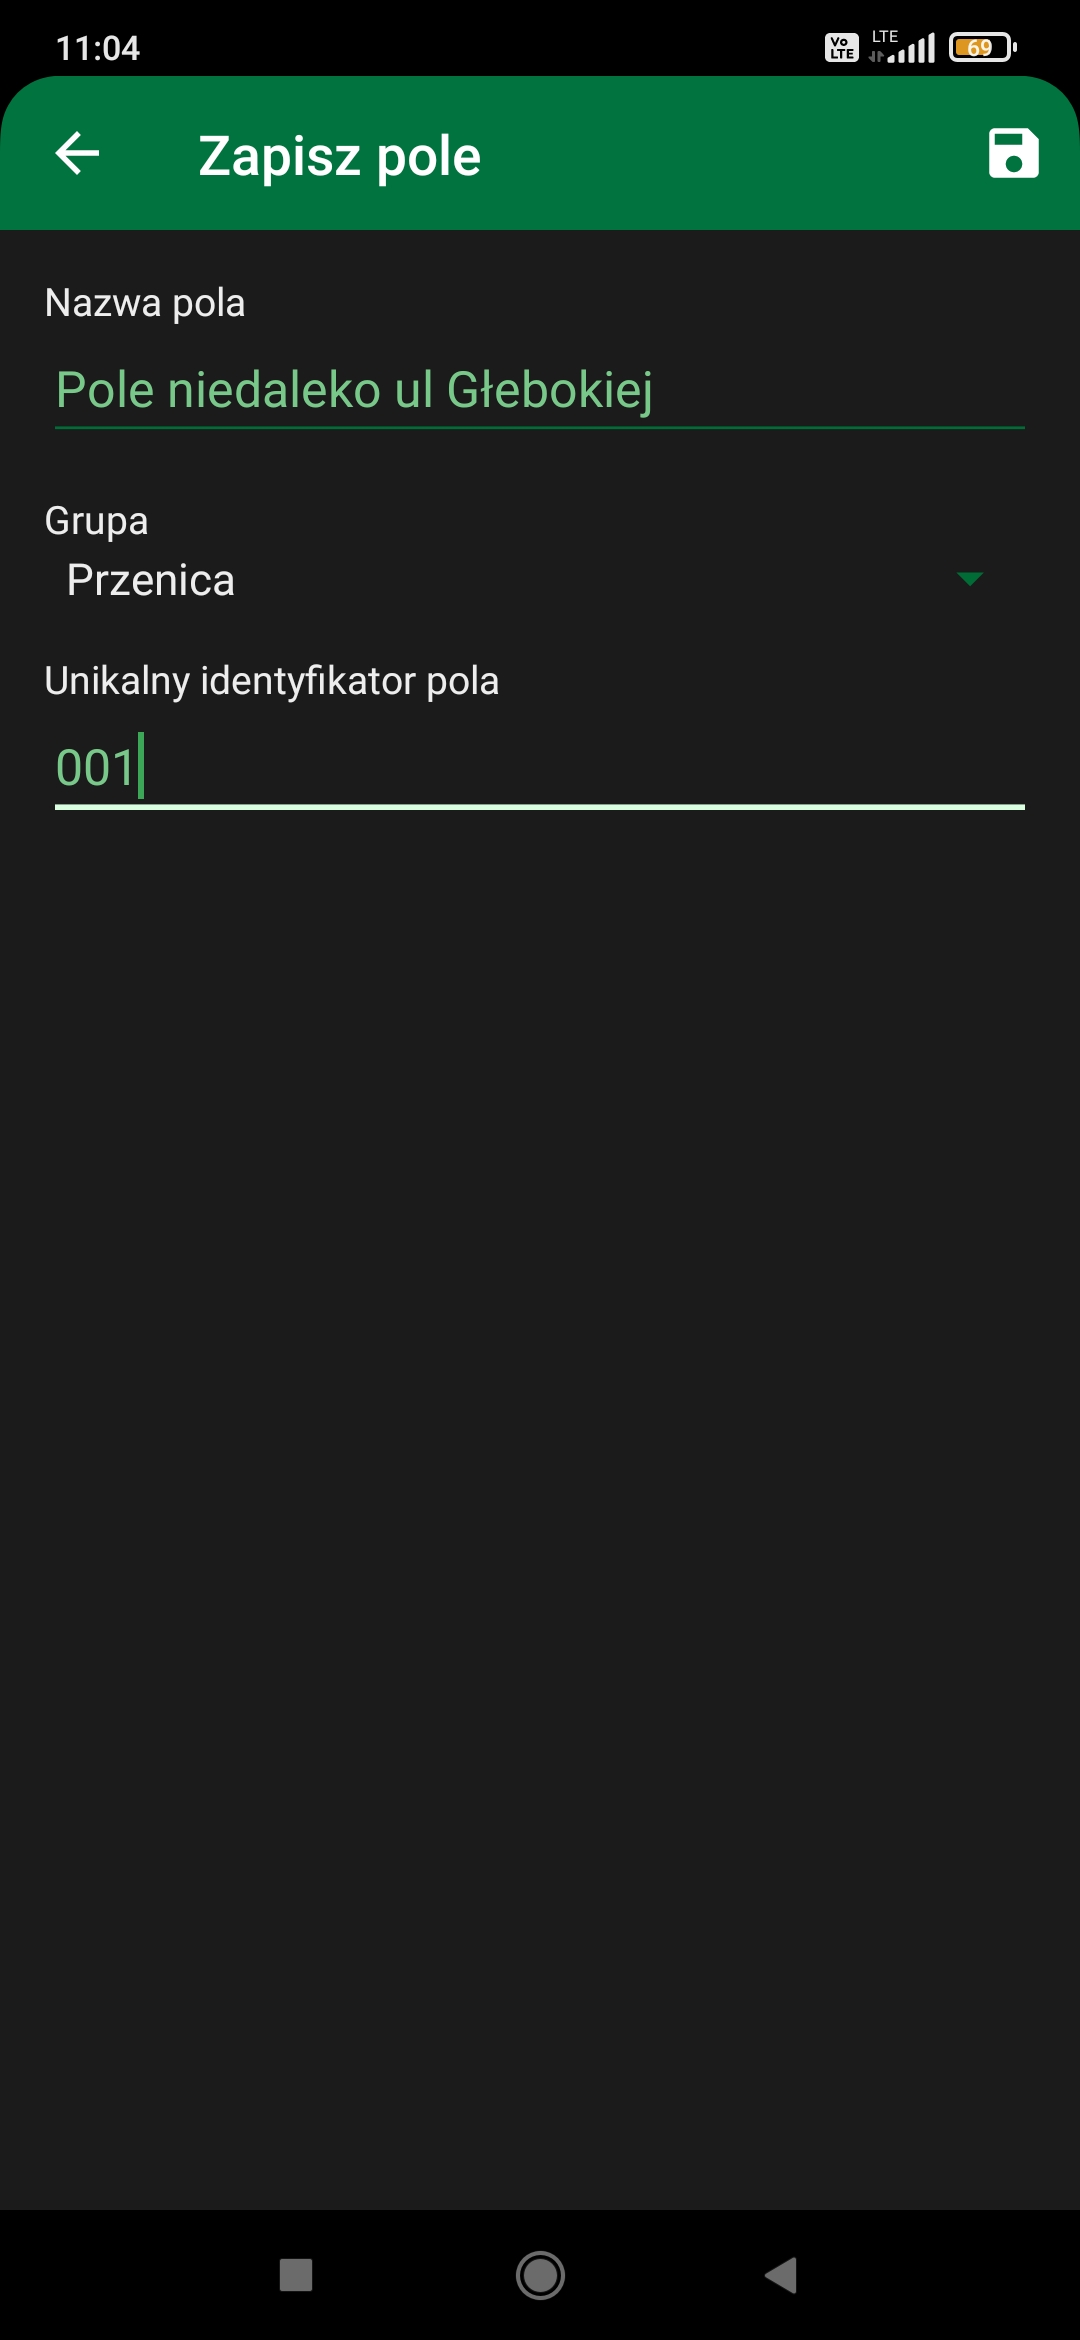 11:04
Vo
LTE
LTE
69
Zapisz pole
Nazwa pola
Pole niedaleko ul Głebokiej
Grupa
Przenica
Unikalny identyfikator pola
001